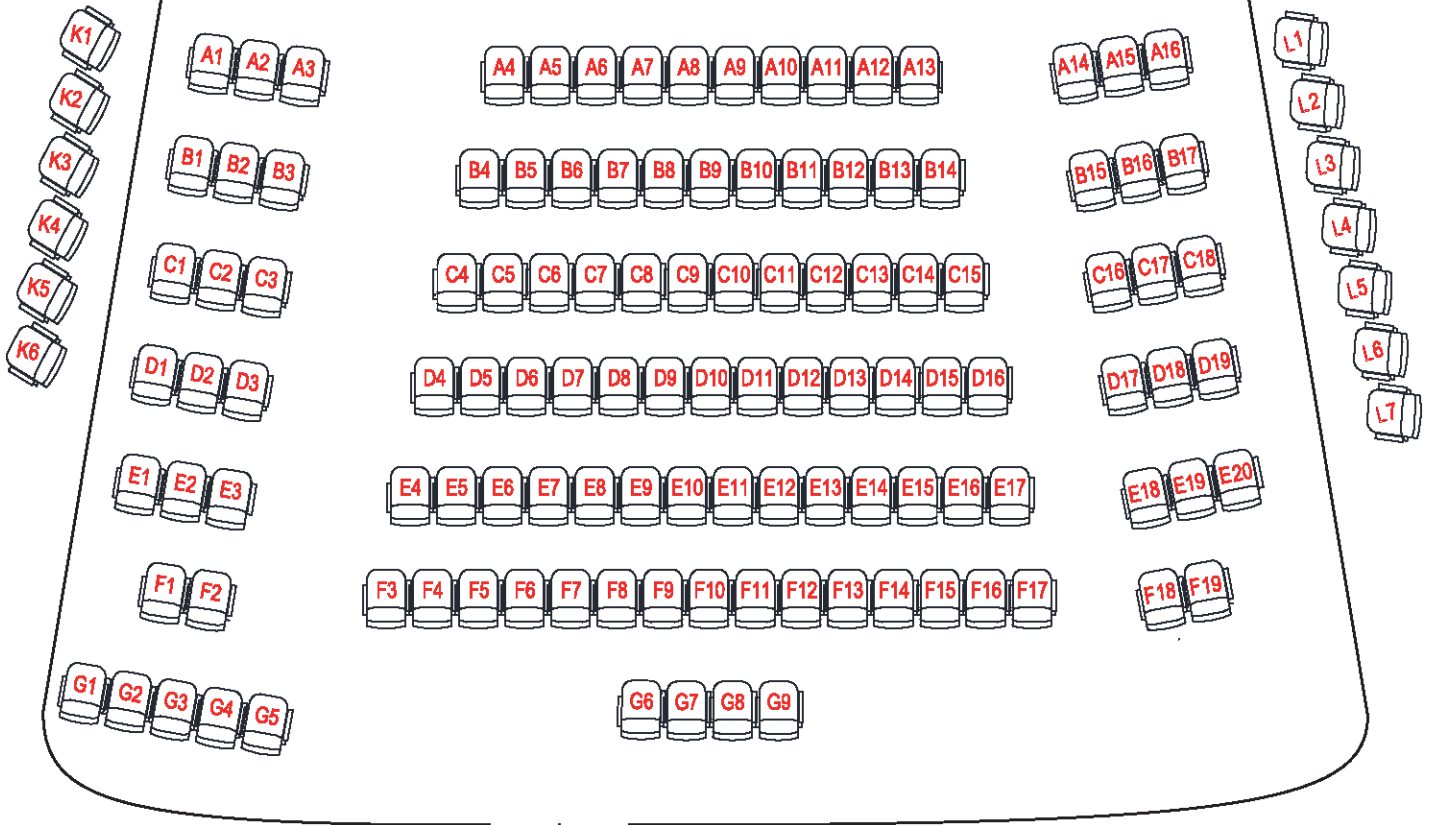 K1
K2
K3
K4
K5
K6
A1 A2 A3 A4 A5 A6 A7 A8 A9 A10 A11 A12 A13 A14 A15 A16
B1 B2 B3 B4 B5 B6 B7 B8 B9 B10 B11 B12 B13 B14 B15 B16 B17
C1 C2 C3 C4 C5 C6 C7 C8 C9 C10 C11 C12 C13 C14 C15 C16 C17 C18
D1 D2 D3 D4 D5 D6 D7 D8 D9 D10 D11 D12 D13 D14 D15 D16 D17 D18 D19
E1 E2 E3 E4 E5 E6 E7 E8 E9 E10 E11 E12 E13 E14 E15 E16 E17 E18 E19 E20
F1 F2 F3 F4 F5 F6 F7 F8 F9 F10 F11 F12 F13 F14 F15 F16 F17 F18 F19
G1 G2 G3 G4 G5 G6 G7 G8 G9
L1
L2
L3
L4
L5
L6
L7